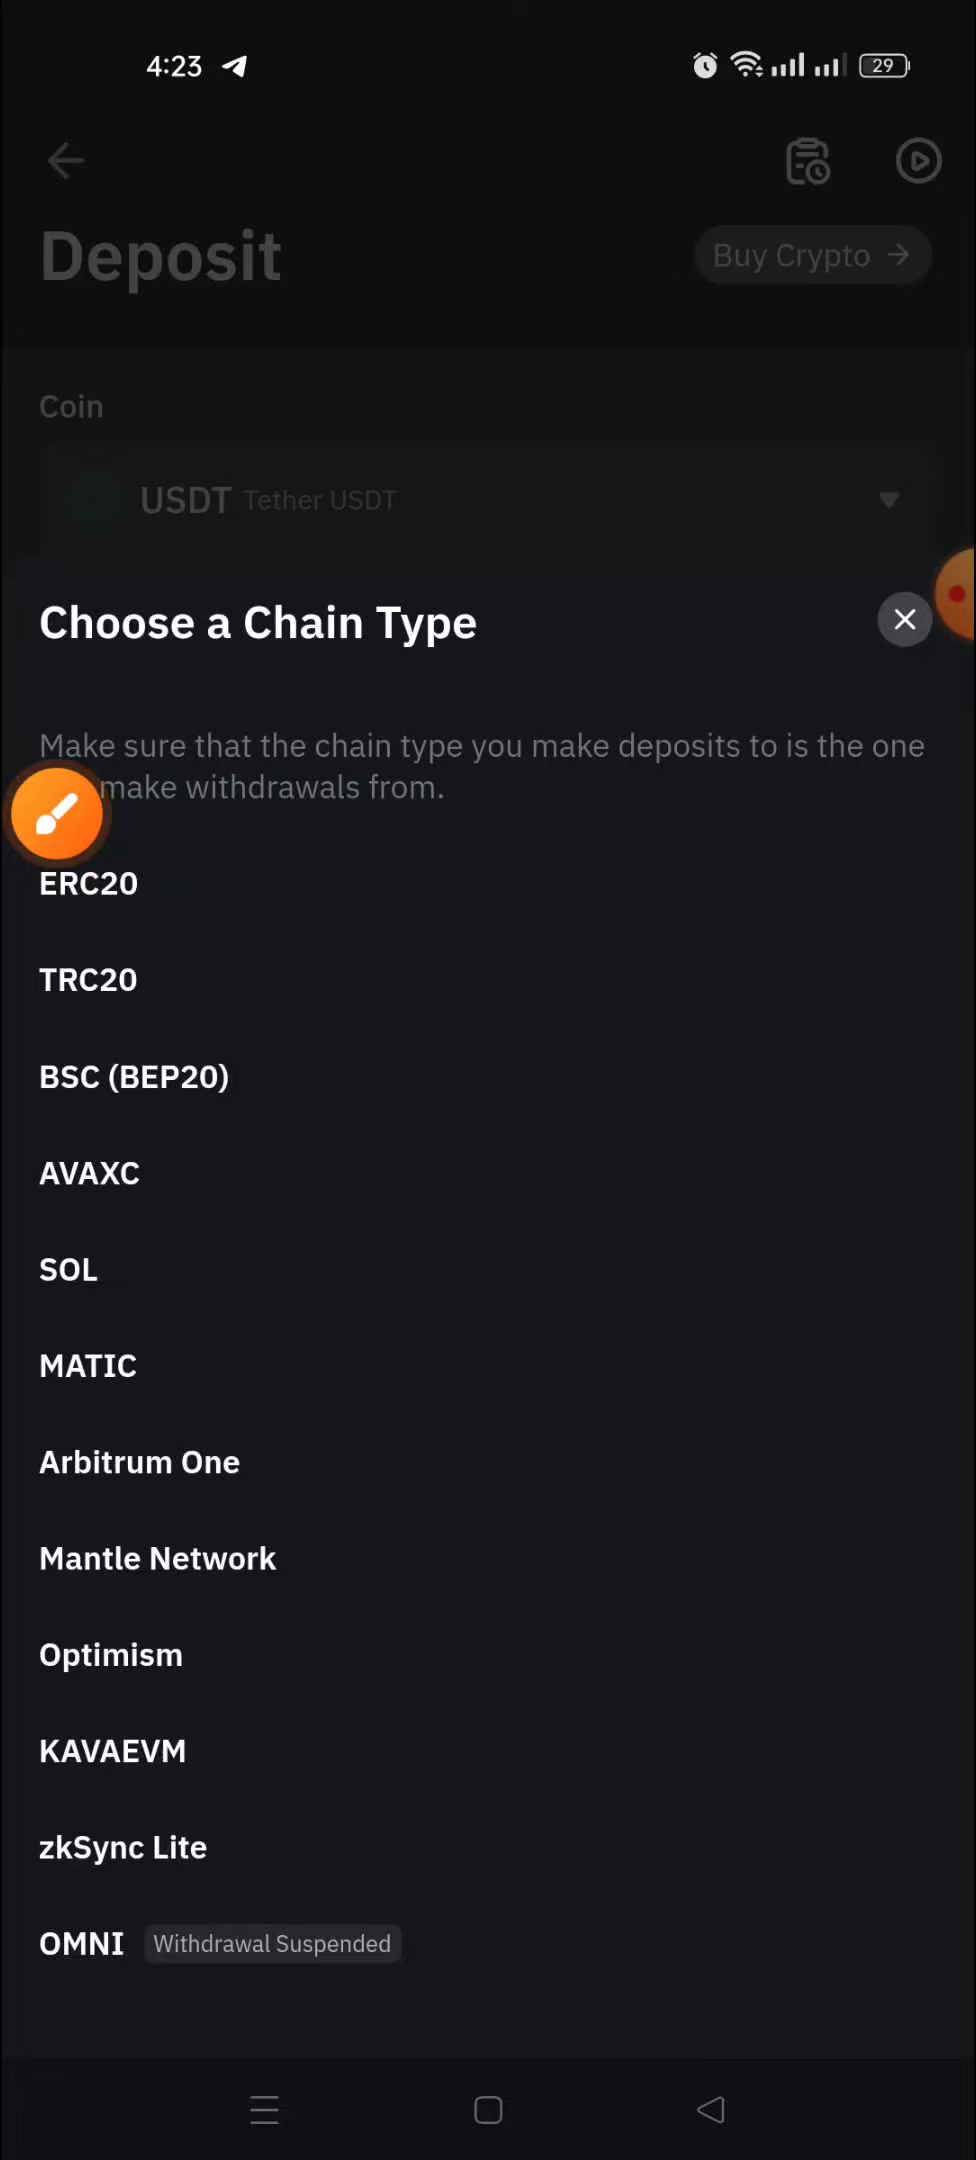 4:23
29
Deposit
Buy Crypto →
Coin
USDT Tether USDT
Choose a Chain Type
Make sure that the chain type you make deposits to is the one
make withdrawals from.
ERC20
TRC20
BSC (BEP20)
AVAXC
SOL
MATIC
Arbitrum One
Mantle Network
Optimism
KAVAEVM
zkSync Lite
OMNI Withdrawal Suspended